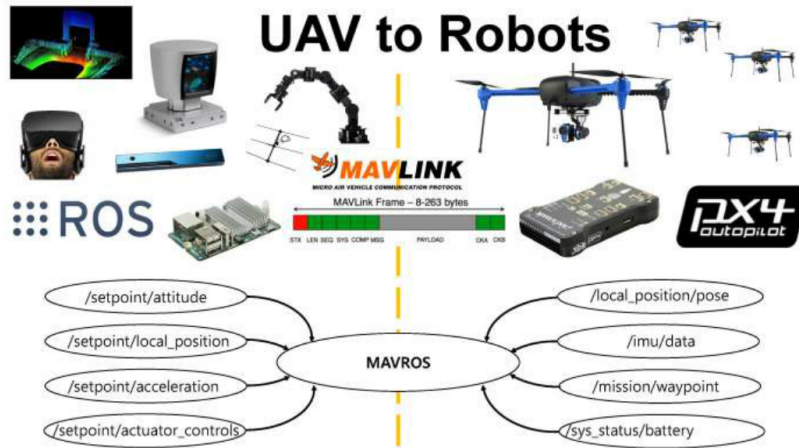 UAV to Robots
MAVLINK
MICRO AIR VEHICLE COMMUNICATION PROTOCOL
MAVLink Frame – 8-263 bytes
ROS
STX LEN SEQ SYS COMP MSG PAYLOAD CKA CKB
px4
autopilot
/setpoint/attitude
/local_position/pose
/setpoint/local_position
/imu/data
MAVROS
/setpoint/acceleration
/mission/waypoint
/setpoint/actuator_controls
/sys_status/battery